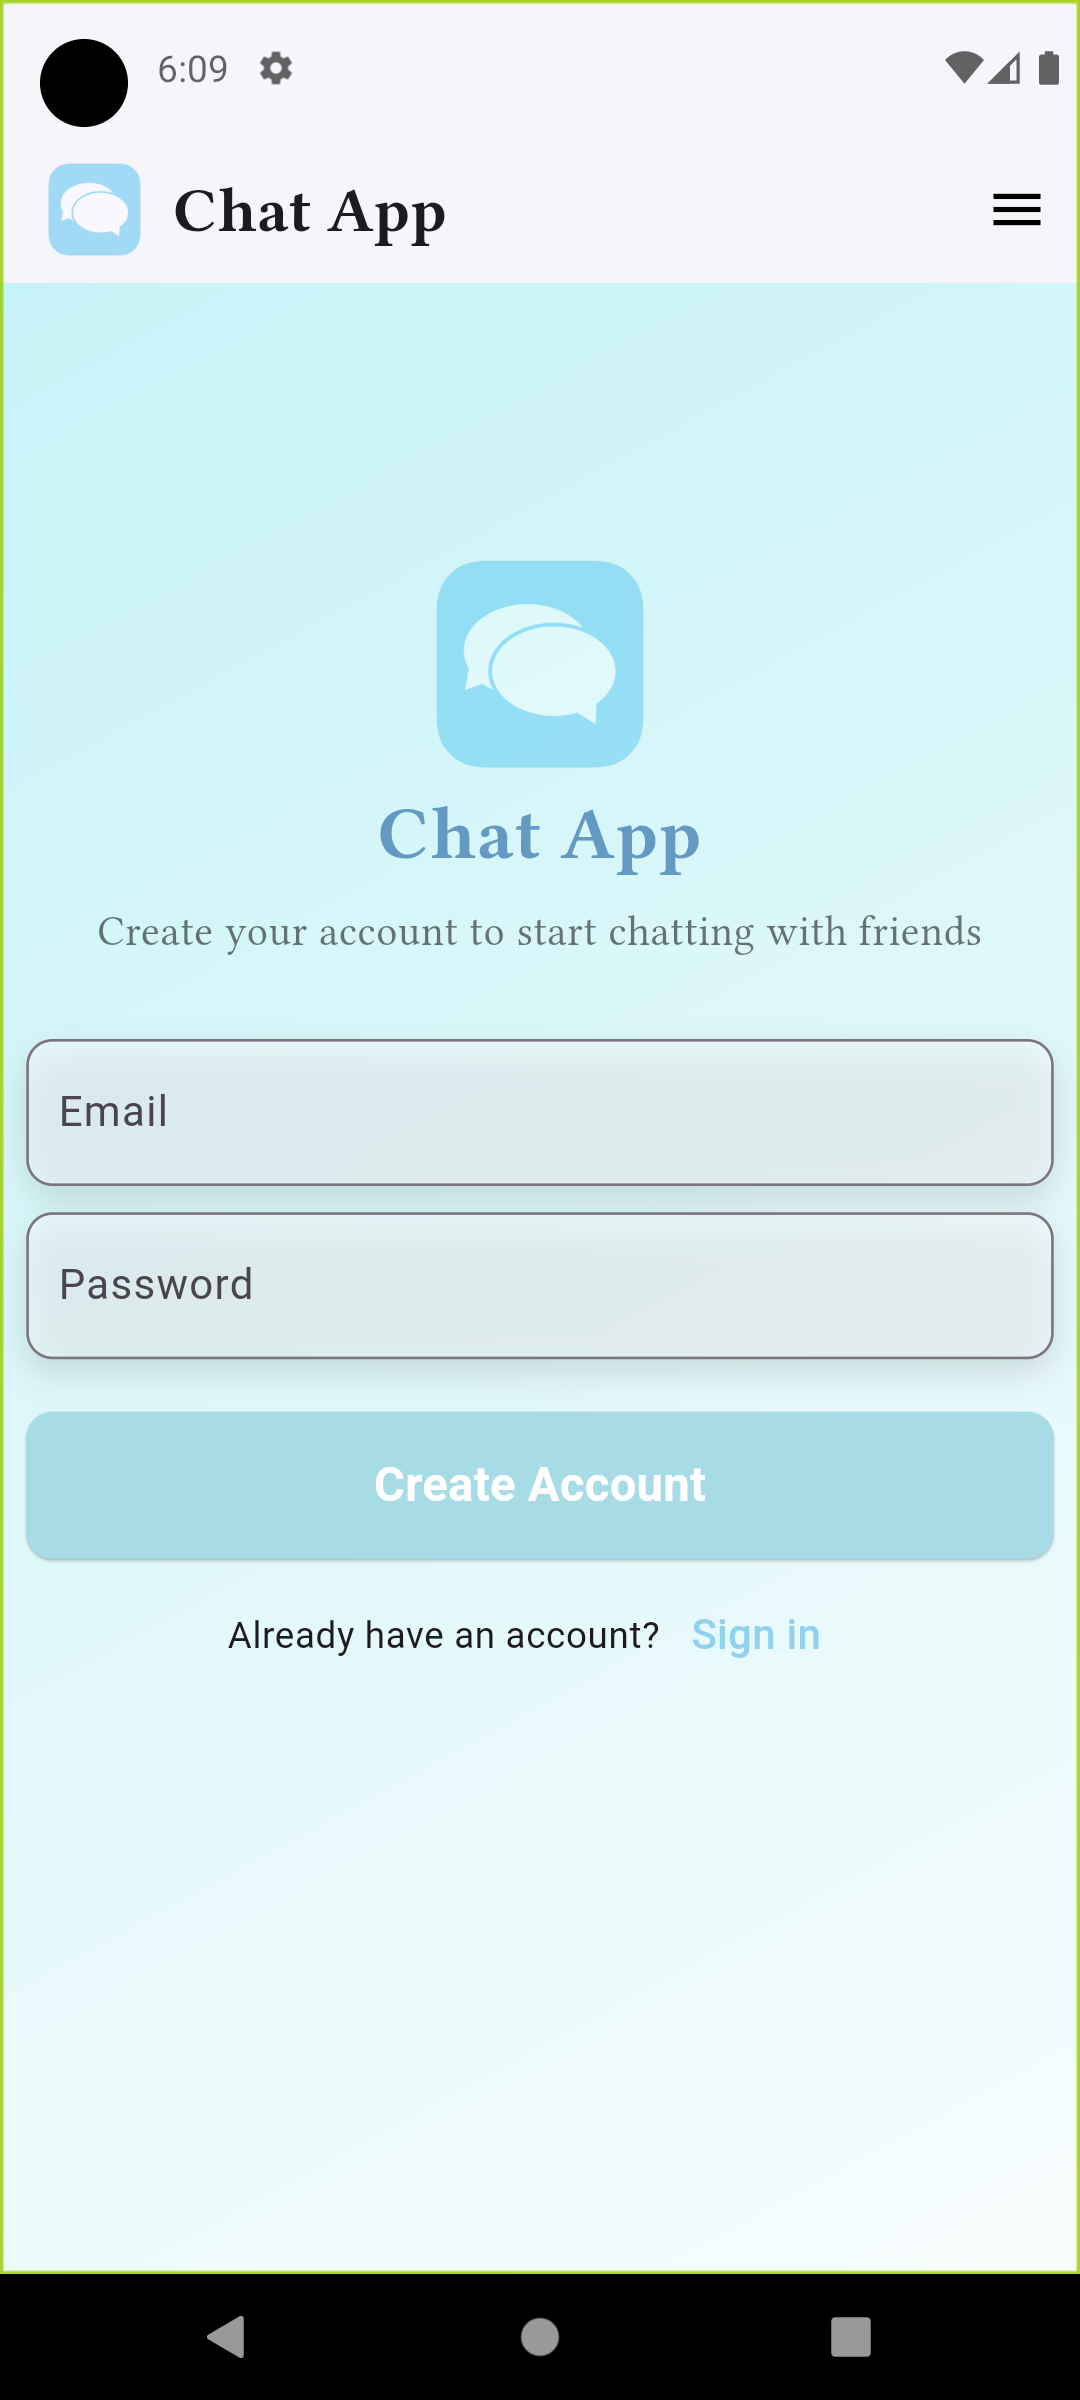 6:09
Chat App
Chat App
Create your account to start chatting with friends
Email
Password
Create Account
Already have an account? Sign in